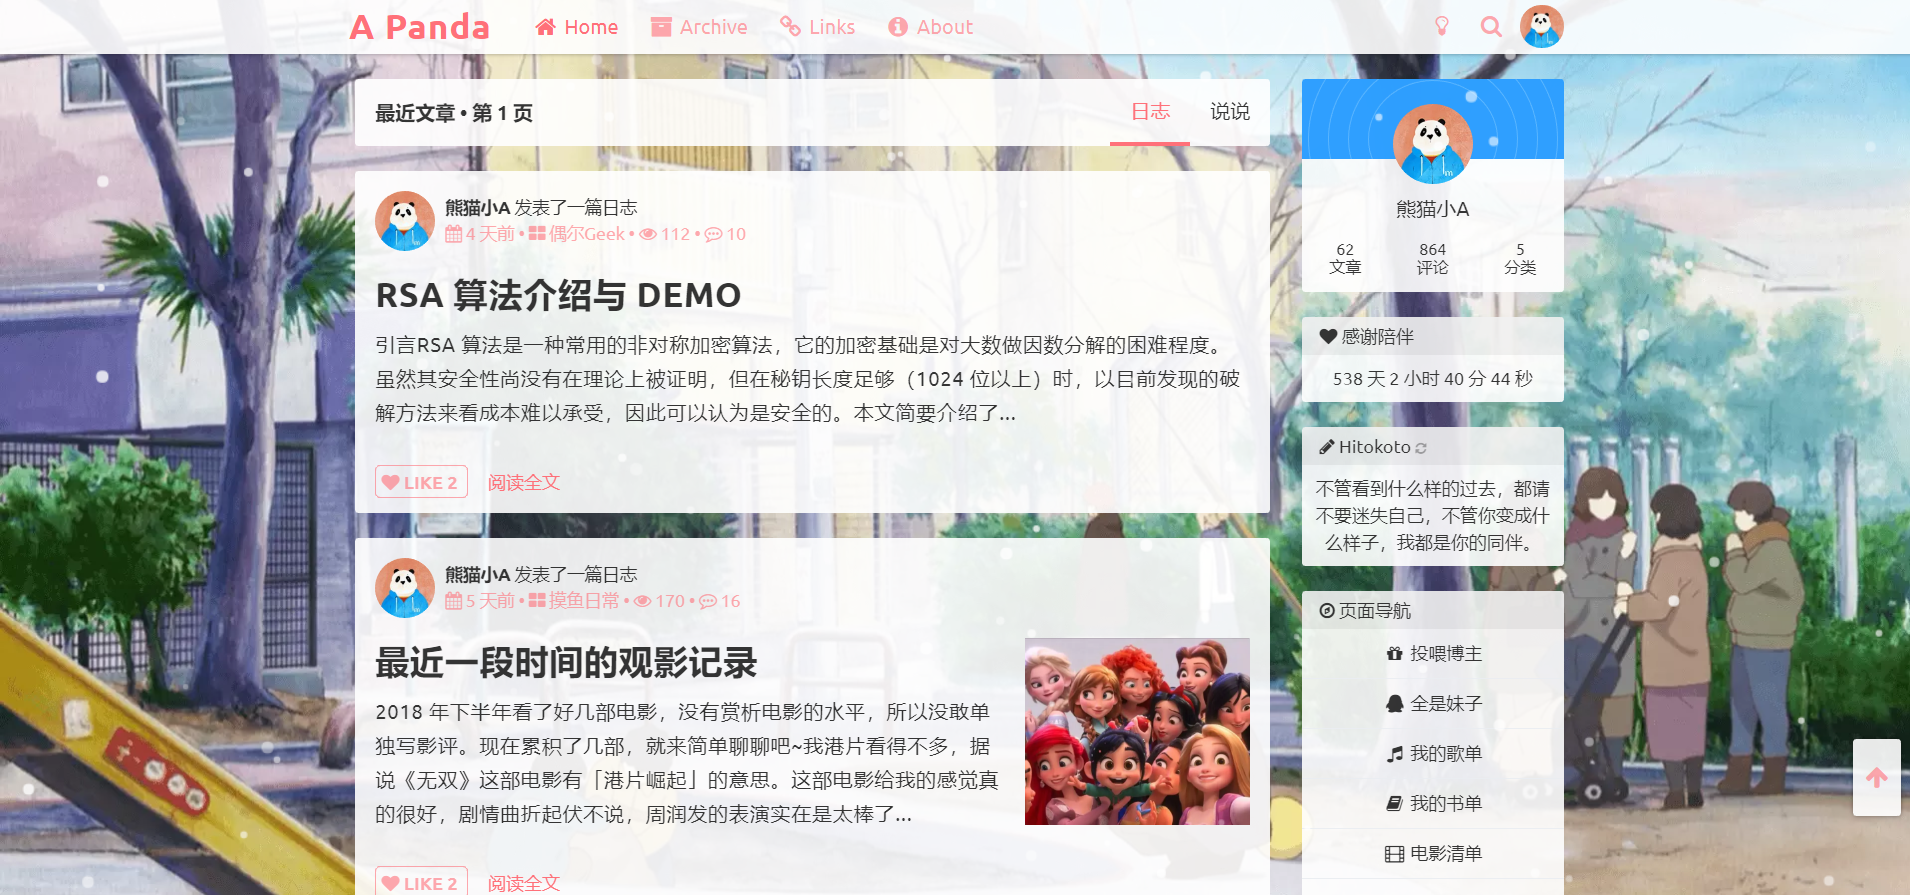 A Panda Home Archive Links About
最近文章 • 第 1 页 日志 说说
熊猫小A 发表了一篇日志
4 天前 • 偶尔Geek • 112 • 10
RSA 算法介绍与 DEMO
引言RSA 算法是一种常用的非对称加密算法，它的加密基础是对大数做因数分解的困难程度。
虽然其安全性尚没有在理论上被证明，但在秘钥长度足够（1024 位以上）时，以目前发现的破
解方法来看成本难以承受，因此可以认为是安全的。本文简要介绍了...
LIKE 2 阅读全文
熊猫小A 发表了一篇日志
5 天前 • 摸鱼日常 • 170 • 16
最近一段时间的观影记录
2018 年下半年看了好几部电影，没有赏析电影的水平，所以没敢单
独写影评。现在累积了几部，就来简单聊聊吧~我港片看得不多，据
说《无双》这部电影有「港片崛起」的意思。这部电影给我的感觉真
的很好，剧情曲折起伏不说，周润发的表演实在是太棒了...
LIKE 2 阅读全文
熊猫小A
62 864 5
文章 评论 分类
感谢陪伴
538 天 2 小时 40 分 44 秒
Hitokoto
不管看到什么样的过去，都请
不要迷失自己，不管你变成什
么样子，我都是你的同伴。
页面导航
投喂博主
全是妹子
我的歌单
我的书单
电影清单